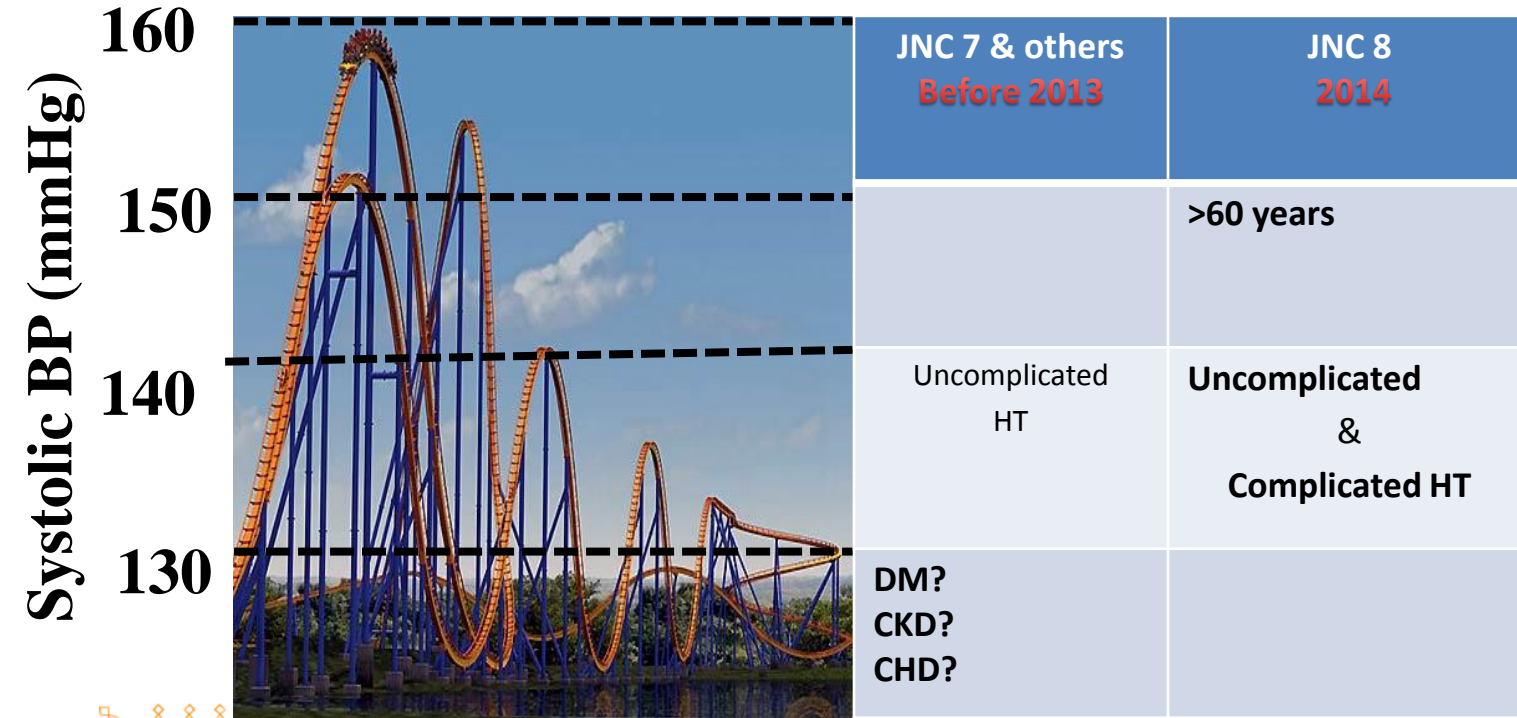 Systolic BP (mmHg)
160
150
140
130
JNC 7 & others
Before 2013
JNC 8
2014
>60 years
Uncomplicated
HT
Uncomplicated
&
Complicated HT
DM?
CKD?
CHD?